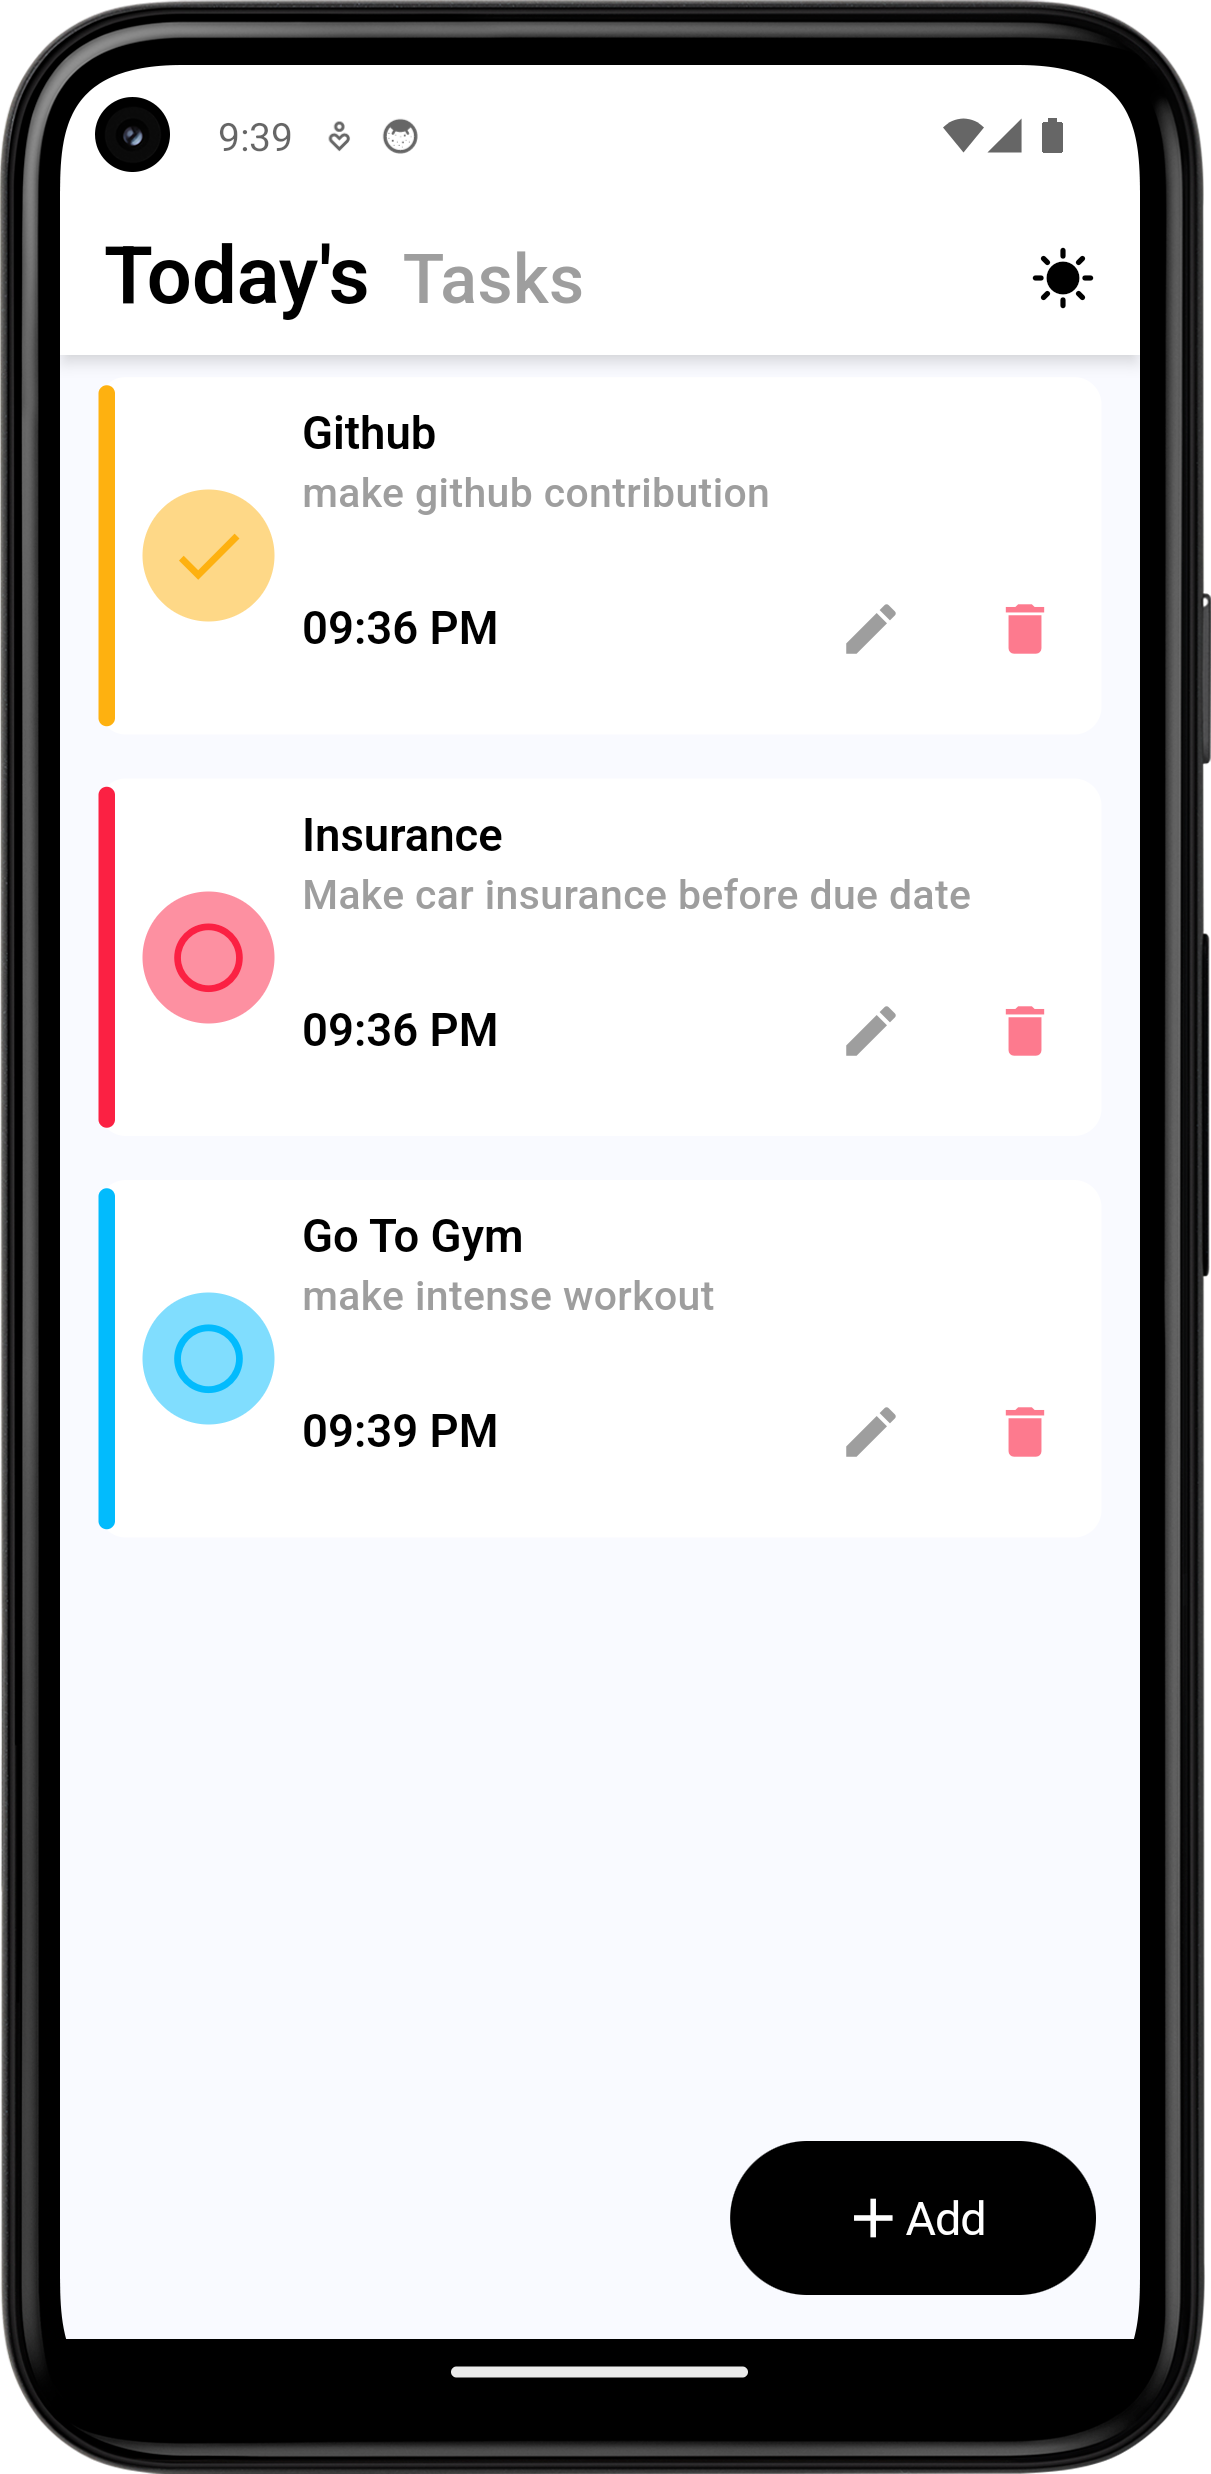 9:39
Today's Tasks
Github
make github contribution
09:36 PM
Insurance
Make car insurance before due date
09:36 PM
Go To Gym
make intense workout
09:39 PM
Add